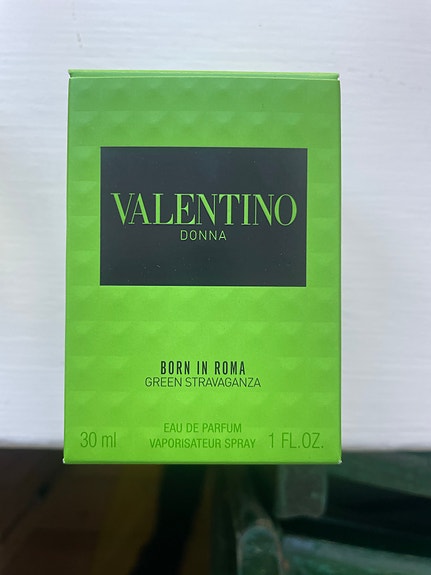 VALENTINO
DONNA
BORN IN ROMA
GREEN STRAVAGANZA
EAU DE PARFUM
30 ml VAPORISATEUR SPRAY 1 FL.OZ.